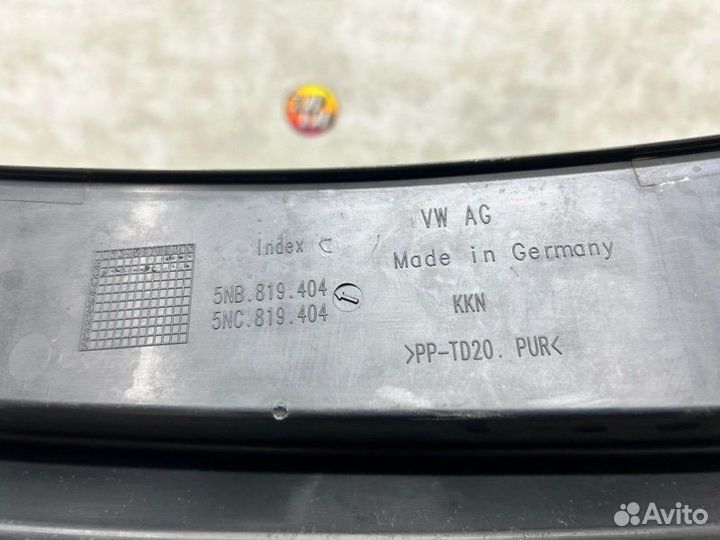 VW AG
Index C
Made in Germany
5NB.819.404
5NC.819.404
KKN
>PP-TD20. PUR<
Avito